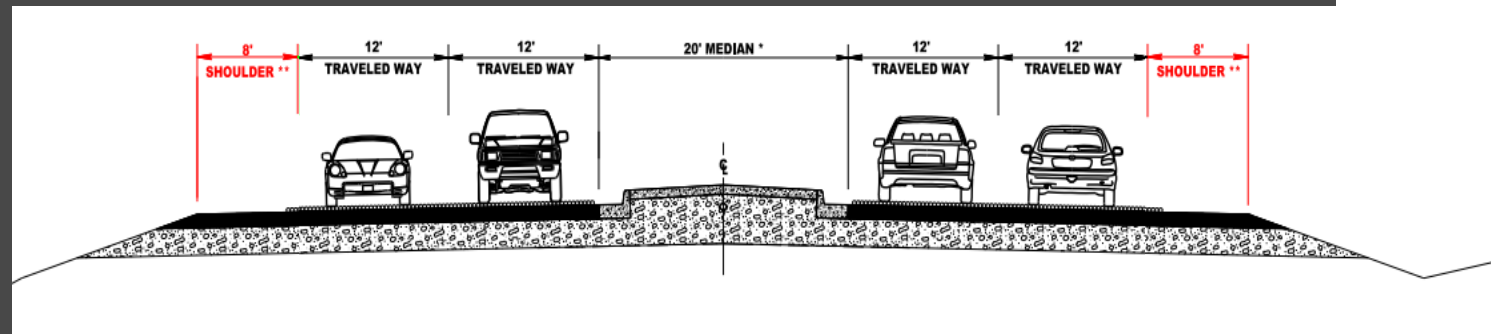 8' 12' 12' 20' MEDIAN * 12' 12' 8'
SHOULDER ** TRAVELED WAY TRAVELED WAY TRAVELED WAY TRAVELED WAY SHOULDER **
℄